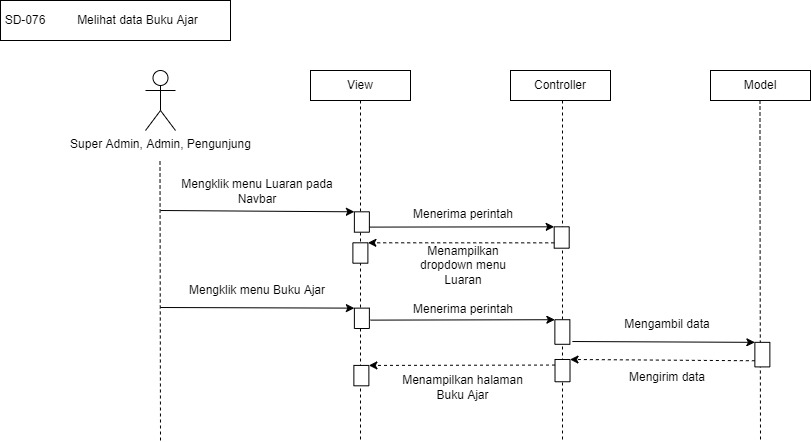 SD-076 Melihat data Buku Ajar
View
Controller
Model
Super Admin, Admin, Pengunjung
Mengklik menu Luaran pada
Navbar
Menerima perintah
Menampilkan
dropdown menu
Luaran
Mengklik menu Buku Ajar
Menerima perintah
Mengambil data
Mengirim data
Menampilkan halaman
Buku Ajar